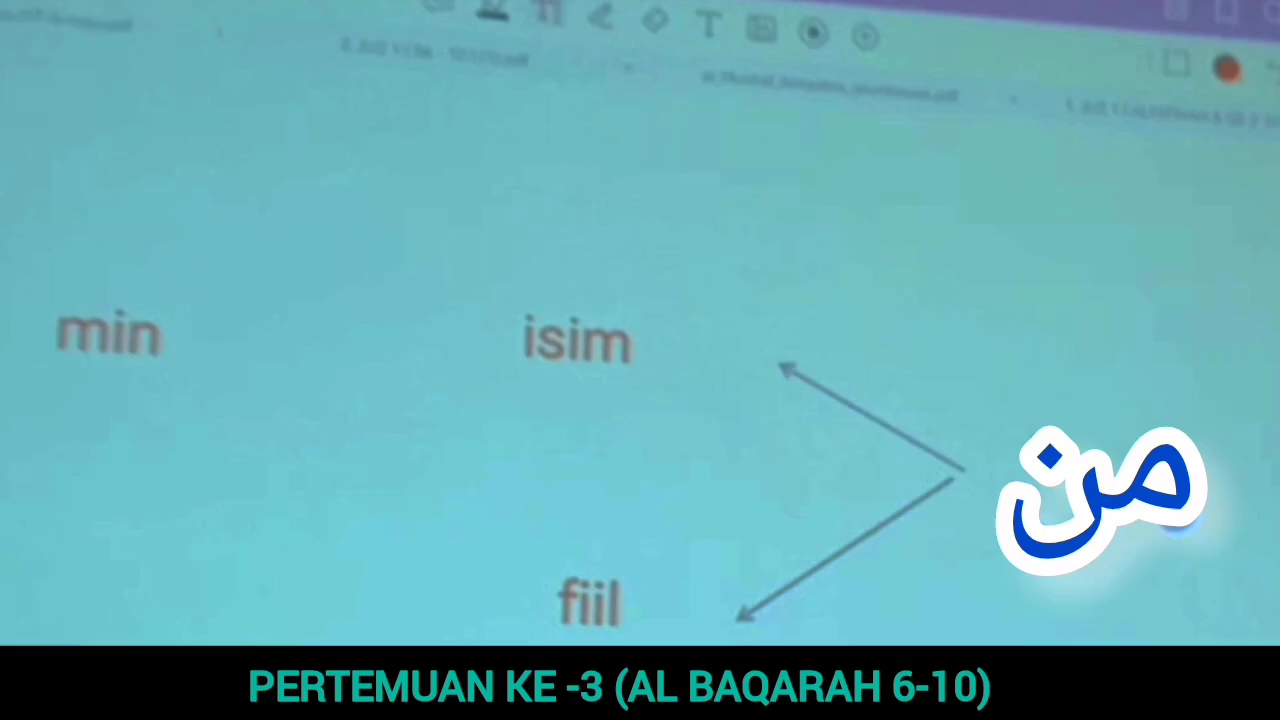 min
isim
من
fiil
PERTEMUAN KE -3 (AL BAQARAH 6-10)